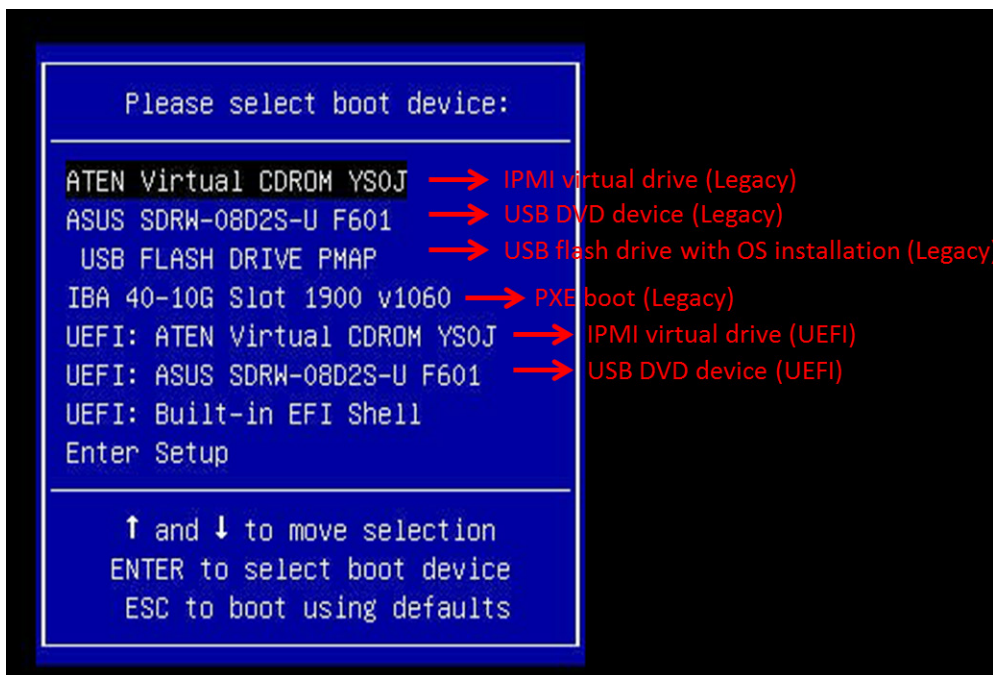 Please select boot device:
ATEN Virtual CDROM YS0J → IPMI virtual drive (Legacy)
ASUS SDRW-08D2S-U F601 → USB DVD device (Legacy)
USB FLASH DRIVE PMAP → USB flash drive with OS installation (Legacy)
IBA 40-10G Slot 1900 v1060 → PXE boot (Legacy)
UEFI: ATEN Virtual CDROM YS0J → IPMI virtual drive (UEFI)
UEFI: ASUS SDRW-08D2S-U F601 → USB DVD device (UEFI)
UEFI: Built-in EFI Shell
Enter Setup
↑ and ↓ to move selection
ENTER to select boot device
ESC to boot using defaults